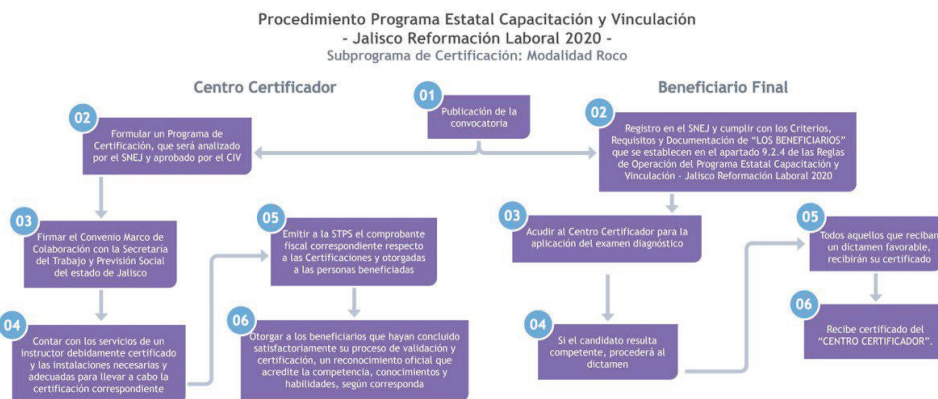 Procedimiento Programa Estatal Capacitación y Vinculación
- Jalisco Reformación Laboral 2020 -
Subprograma de Certificación: Modalidad Roco
Centro Certificador
Beneficiario Final
01
Publicación de la
convocatoria
02
Formular un Programa de
Certificación, que será analizado
por el SNEJ y aprobado por el CIV
03
Firmar el Convenio Marco de
Colaboración con la Secretaría
del Trabajo y Previsión Social
del estado de Jalisco
04
Contar con los servicios de un
instructor debidamente certificado
y las instalaciones necesarias y
adecuadas para llevar a cabo la
certificación correspondiente
05
Emitir a la STPS el comprobante
fiscal correspondiente respecto
a las Certificaciones y otorgadas
a las personas beneficiadas
06
Otorgar a los beneficiarios que hayan concluido
satisfactoriamente su proceso de validación y
certificación, un reconocimiento oficial que
acredite la competencia, conocimientos y
habilidades, según corresponda
02
Registro en el SNEJ y cumplir con los Criterios,
Requisitos y Documentación de “LOS BENEFICIARIOS”
que se establecen en el apartado 9.2.4 de las Reglas
de Operación del Programa Estatal Capacitación y
Vinculación - Jalisco Reformación Laboral 2020
03
Acudir al Centro Certificador para la
aplicación del examen diagnóstico
04
Si el candidato resulta
competente, procederá al
dictamen
05
Todos aquellos que reciban
un dictamen favorable,
recibirán su certificado
06
Recibe certificado del
“CENTRO CERTIFICADOR”.